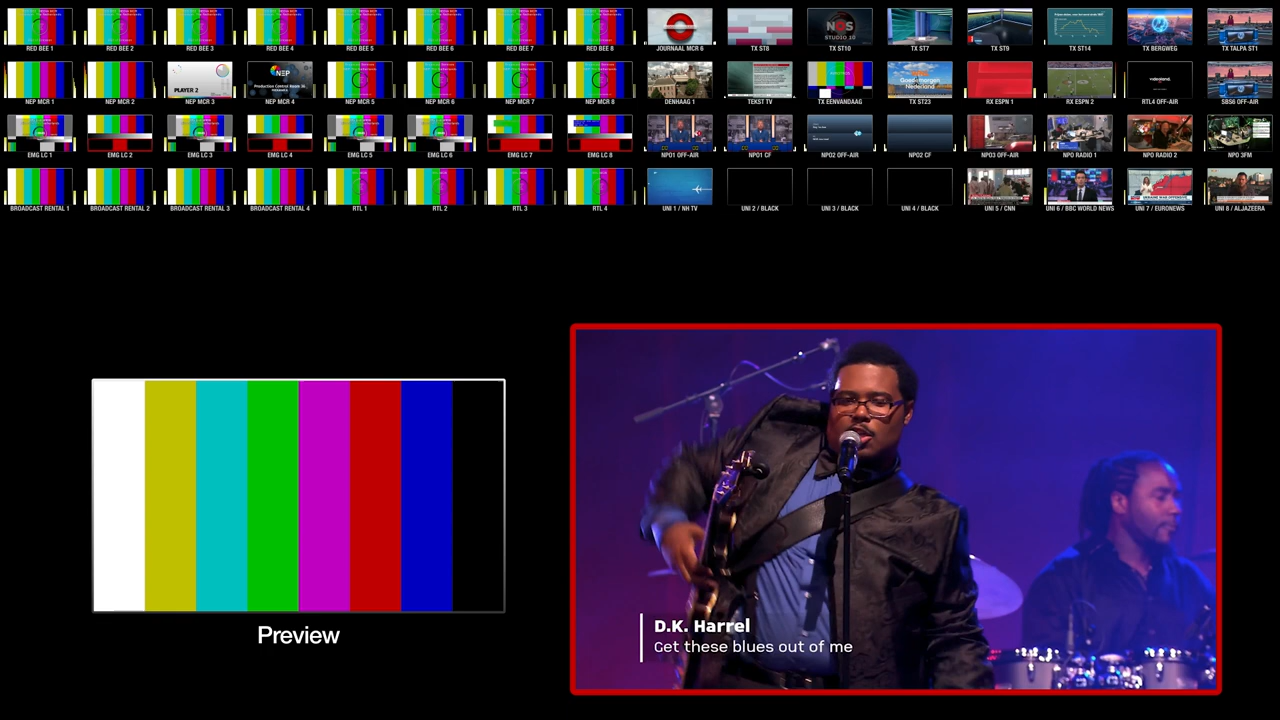 RED BEE 1
RED BEE 2
RED BEE 3
RED BEE 4
RED BEE 5
RED BEE 6
RED BEE 7
RED BEE 8
JOURNAAL MCR 6
TX ST8
NOS
STUDIO 10
TX ST10
TX ST7
TX ST9
TX ST14
TX BERGWEG
TX TALPA ST1
NEP MCR 1
NEP MCR 2
PLAYER 2
NEP MCR 3
NEP
NEP MCR 4
NEP MCR 5
NEP MCR 6
NEP MCR 7
NEP MCR 8
DENHAAG 1
TEKST TV
TX EENVANDAAG
Goedemorgen
Nederland
TX ST23
RX ESPN 1
RX ESPN 2
videoland.
RTL4 OFF-AIR
SBS6 OFF-AIR
EMG LC 1
EMG LC 2
EMG LC 3
EMG LC 4
EMG LC 5
EMG LC 6
EMG LC 7
EMG LC 8
NPO1 OFF-AIR
NPO1 CF
NPO2 OFF-AIR
NPO2 CF
NPO3 OFF-AIR
NPO RADIO 1
NPO RADIO 2
NPO 3FM
BROADCAST RENTAL 1
BROADCAST RENTAL 2
BROADCAST RENTAL 3
BROADCAST RENTAL 4
RTL 1
RTL 2
RTL 3
RTL 4
UNI 1 / NH TV
UNI 2 / BLACK
UNI 3 / BLACK
UNI 4 / BLACK
UNI 5 / CNN
UNI 6 / BBC WORLD NEWS
UNI 7 / EURONEWS
UNI 8 / ALJAZEERA
D.K. Harrel
Get these blues out of me
Preview